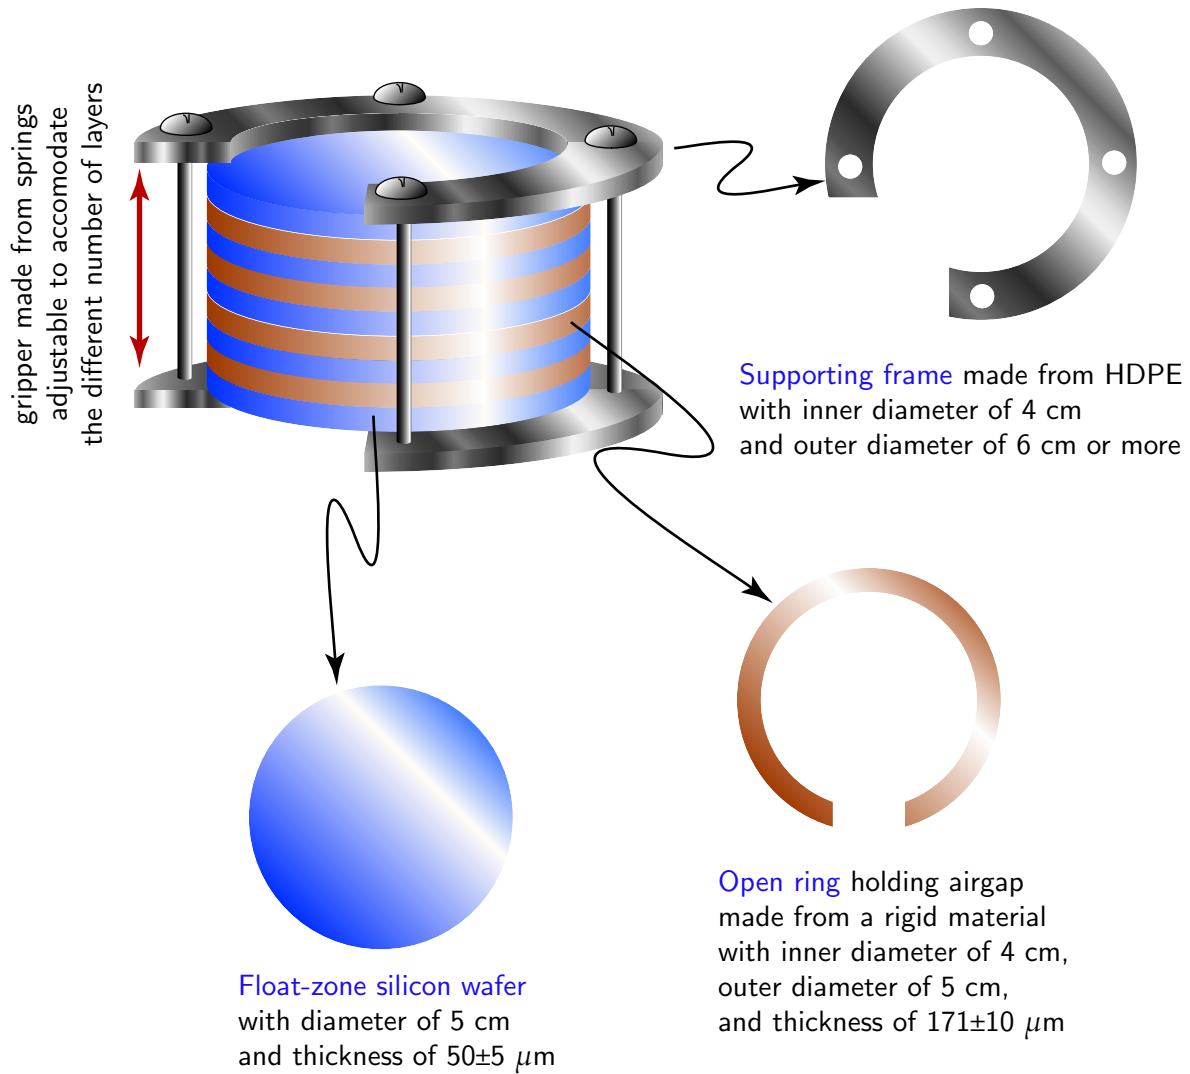 gripper made from springs
adjustable to accomodate
the different number of layers
Supporting frame made from HDPE
with inner diameter of 4 cm
and outer diameter of 6 cm or more
Open ring holding airgap
made from a rigid material
with inner diameter of 4 cm,
outer diameter of 5 cm,
and thickness of 171±10 μm
Float-zone silicon wafer
with diameter of 5 cm
and thickness of 50±5 μm